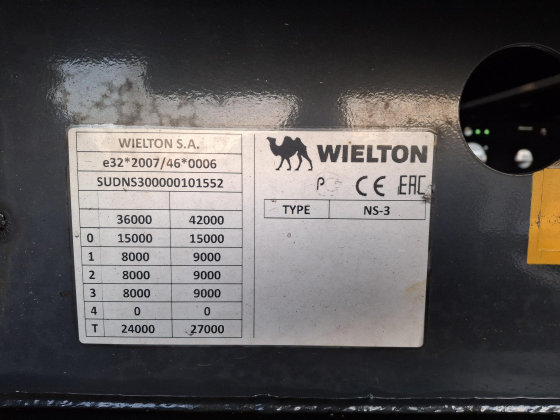 WIELTON S.A.
e32*2007/46*0006
SUDNS300000101552
36000 42000
0 15000 15000
1 8000 9000
2 8000 9000
3 8000 9000
4 0 0
T 24000 27000
WIELTON
CE EAC
TYPE NS-3